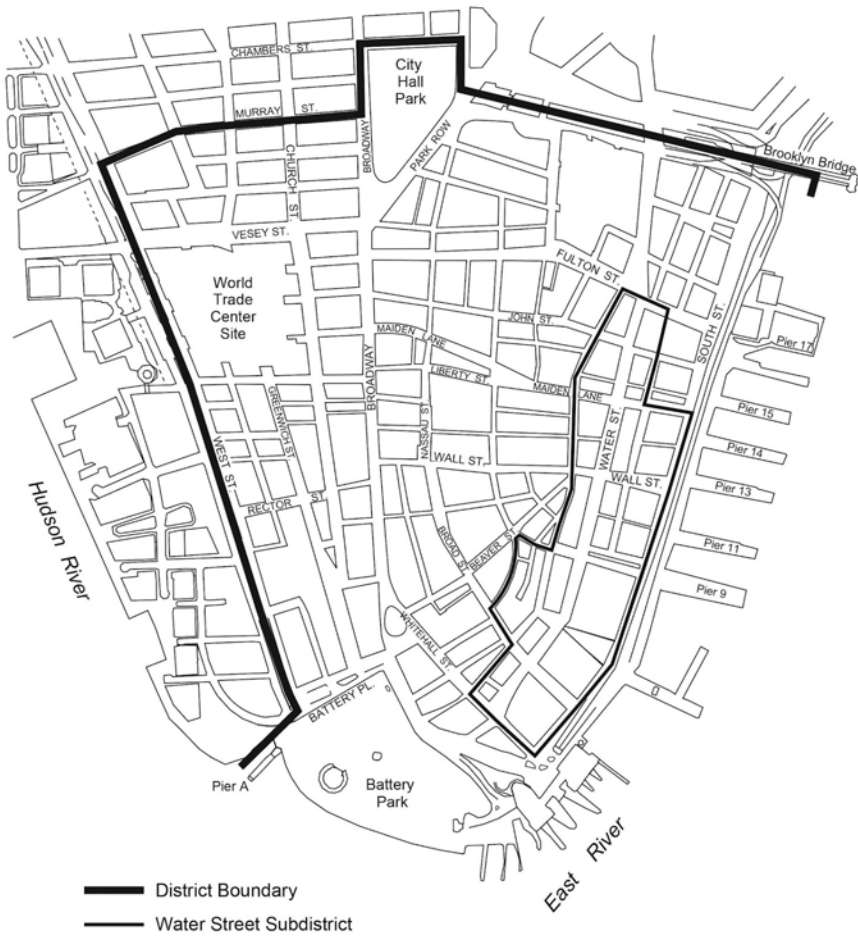 CHAMBERS ST.
City
Hall
Park
MURRAY ST.
BROADWAY
PARK ROW
Brooklyn Bridge
CHURCH ST.
VESEY ST.
FULTON ST.
World
Trade
Center
Site
JOHN ST.
SOUTH ST.
MAIDEN LANE
Pier 17
BROADWAY
LIBERTY ST.
MAIDEN LANE
GREENWICH ST.
NASSAU ST.
WATER ST.
Pier 15
WEST ST.
WALL ST.
WALL ST.
Pier 14
Pier 13
RECTOR ST.
Hudson River
BROAD ST.
BEAVER ST.
Pier 11
Pier 9
WHITEHALL ST.
BATTERY PL.
Pier A
Battery
Park
East River
District Boundary
Water Street Subdistrict